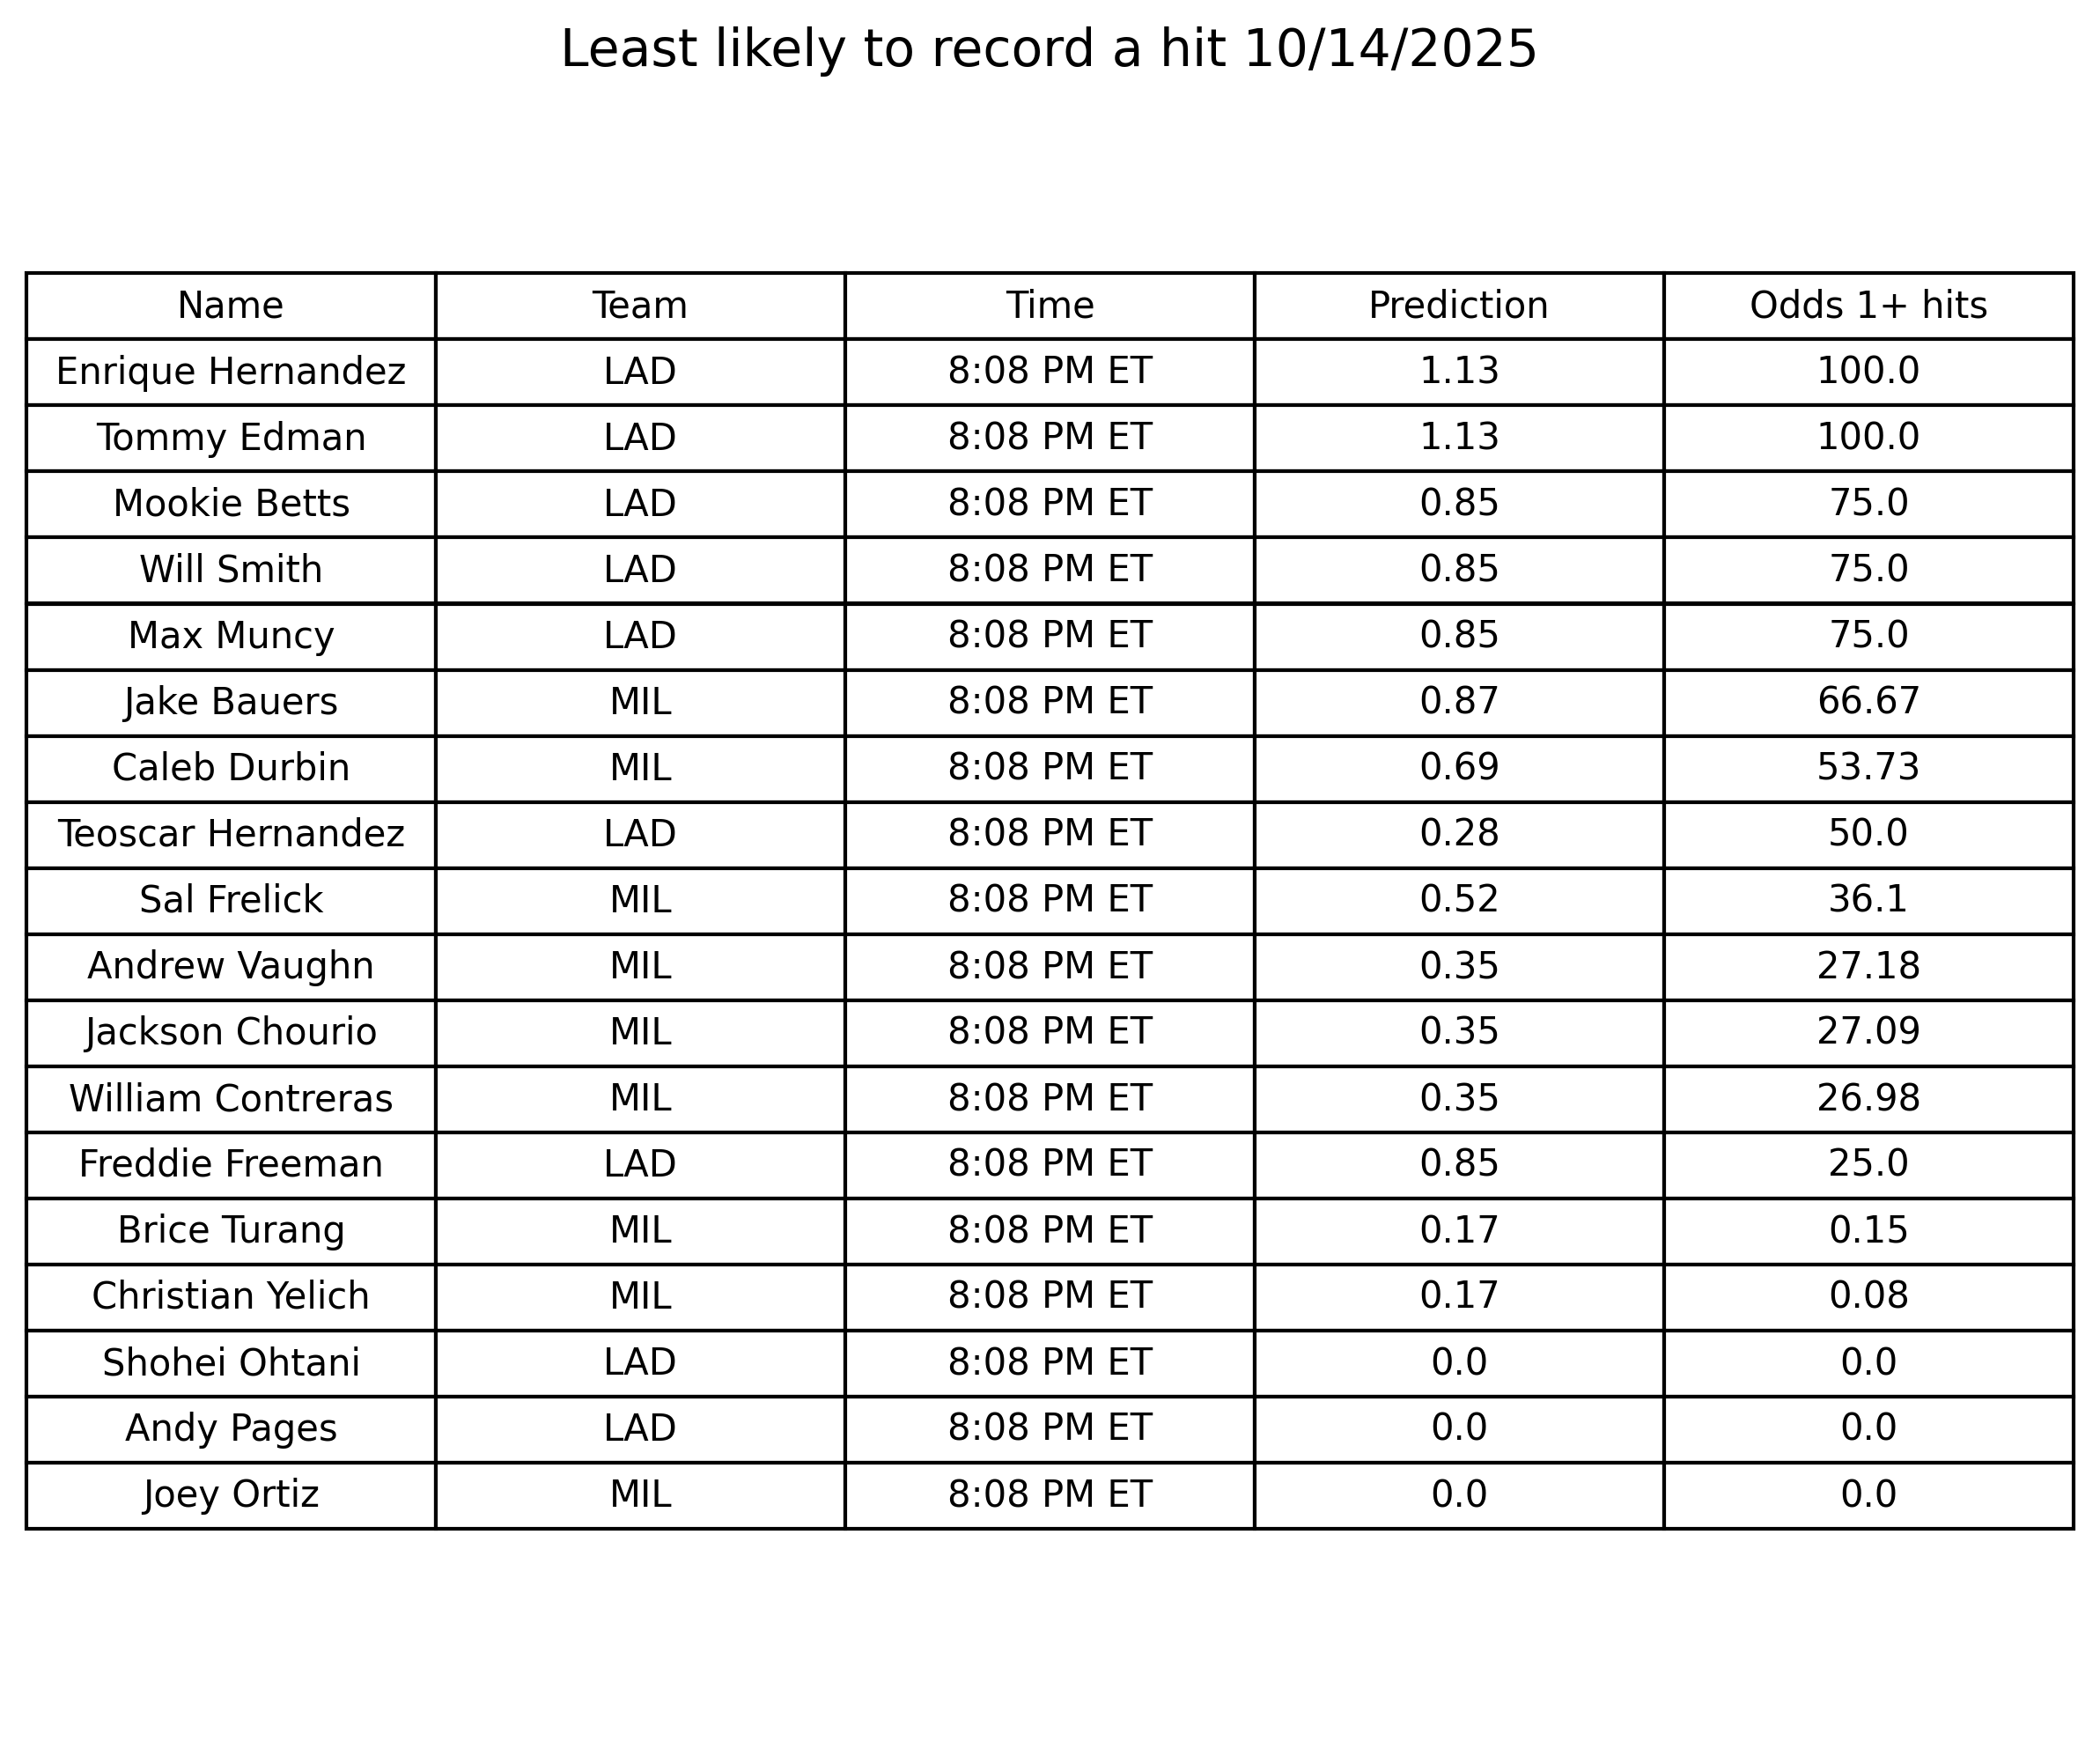 Least likely to record a hit 10/14/2025
Name Team Time Prediction Odds 1+ hits
Enrique Hernandez LAD 8:08 PM ET 1.13 100.0
Tommy Edman LAD 8:08 PM ET 1.13 100.0
Mookie Betts LAD 8:08 PM ET 0.85 75.0
Will Smith LAD 8:08 PM ET 0.85 75.0
Max Muncy LAD 8:08 PM ET 0.85 75.0
Jake Bauers MIL 8:08 PM ET 0.87 66.67
Caleb Durbin MIL 8:08 PM ET 0.69 53.73
Teoscar Hernandez LAD 8:08 PM ET 0.28 50.0
Sal Frelick MIL 8:08 PM ET 0.52 36.1
Andrew Vaughn MIL 8:08 PM ET 0.35 27.18
Jackson Chourio MIL 8:08 PM ET 0.35 27.09
William Contreras MIL 8:08 PM ET 0.35 26.98
Freddie Freeman LAD 8:08 PM ET 0.85 25.0
Brice Turang MIL 8:08 PM ET 0.17 0.15
Christian Yelich MIL 8:08 PM ET 0.17 0.08
Shohei Ohtani LAD 8:08 PM ET 0.0 0.0
Andy Pages LAD 8:08 PM ET 0.0 0.0
Joey Ortiz MIL 8:08 PM ET 0.0 0.0